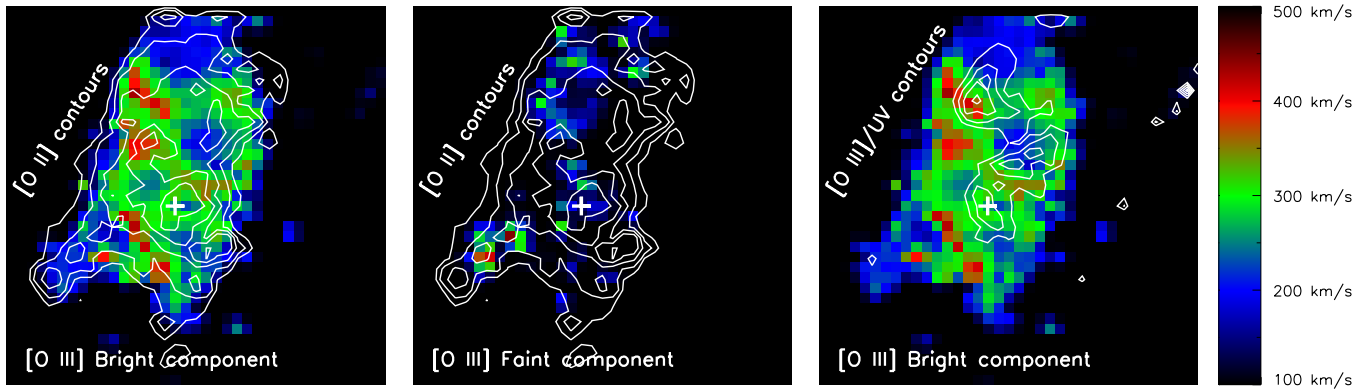 [O II] contours
[O III] Bright component
[O II] contours
[O III] Faint component
[O III]/UV contours
[O III] Bright component
500 km/s
400 km/s
300 km/s
200 km/s
100 km/s